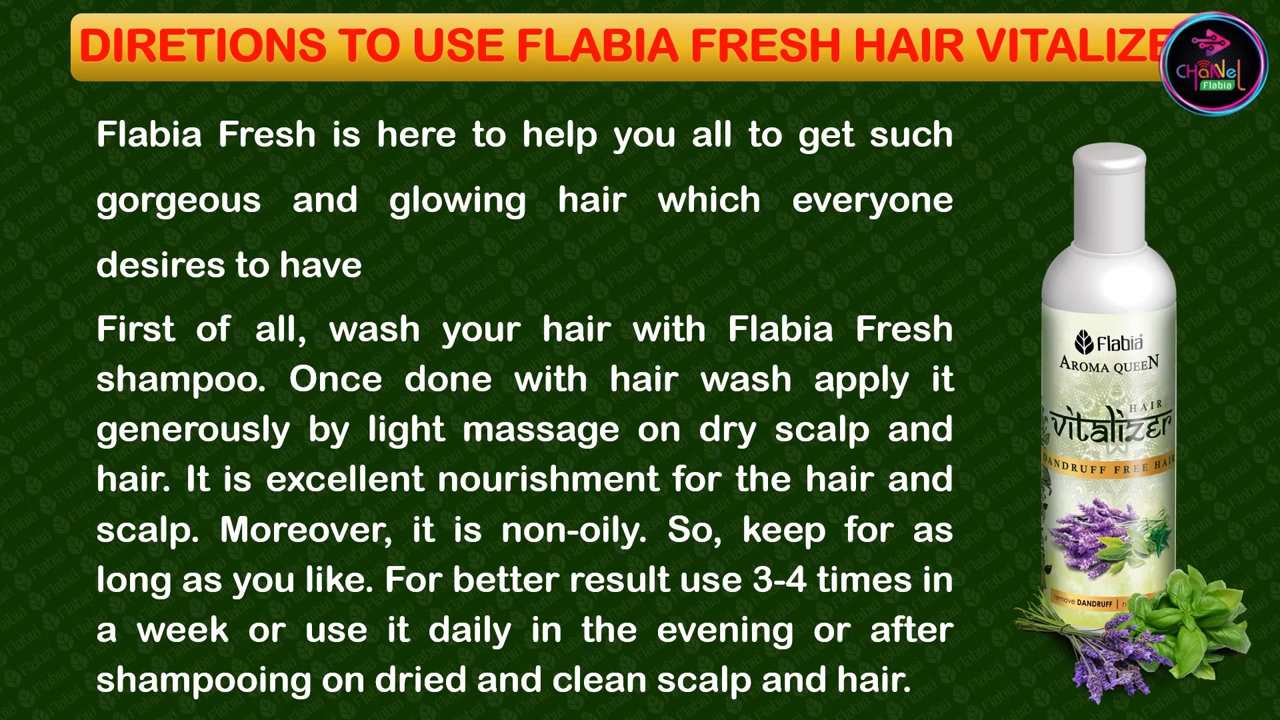 DIRETIONS TO USE FLABIA FRESH HAIR VITALIZE
CHaNNeL
Flabia
Flabia Fresh is here to help you all to get such
gorgeous and glowing hair which everyone
desires to have
First of all, wash your hair with Flabia Fresh
shampoo. Once done with hair wash apply it
generously by light massage on dry scalp and
hair. It is excellent nourishment for the hair and
scalp. Moreover, it is non-oily. So, keep for as
long as you like. For better result use 3-4 times in
a week or use it daily in the evening or after
shampooing on dried and clean scalp and hair.
Flabia
AROMA QUEEN
HAIR
vitalizer
DANDRUFF FREE HAIR
remove DANDRUFF |